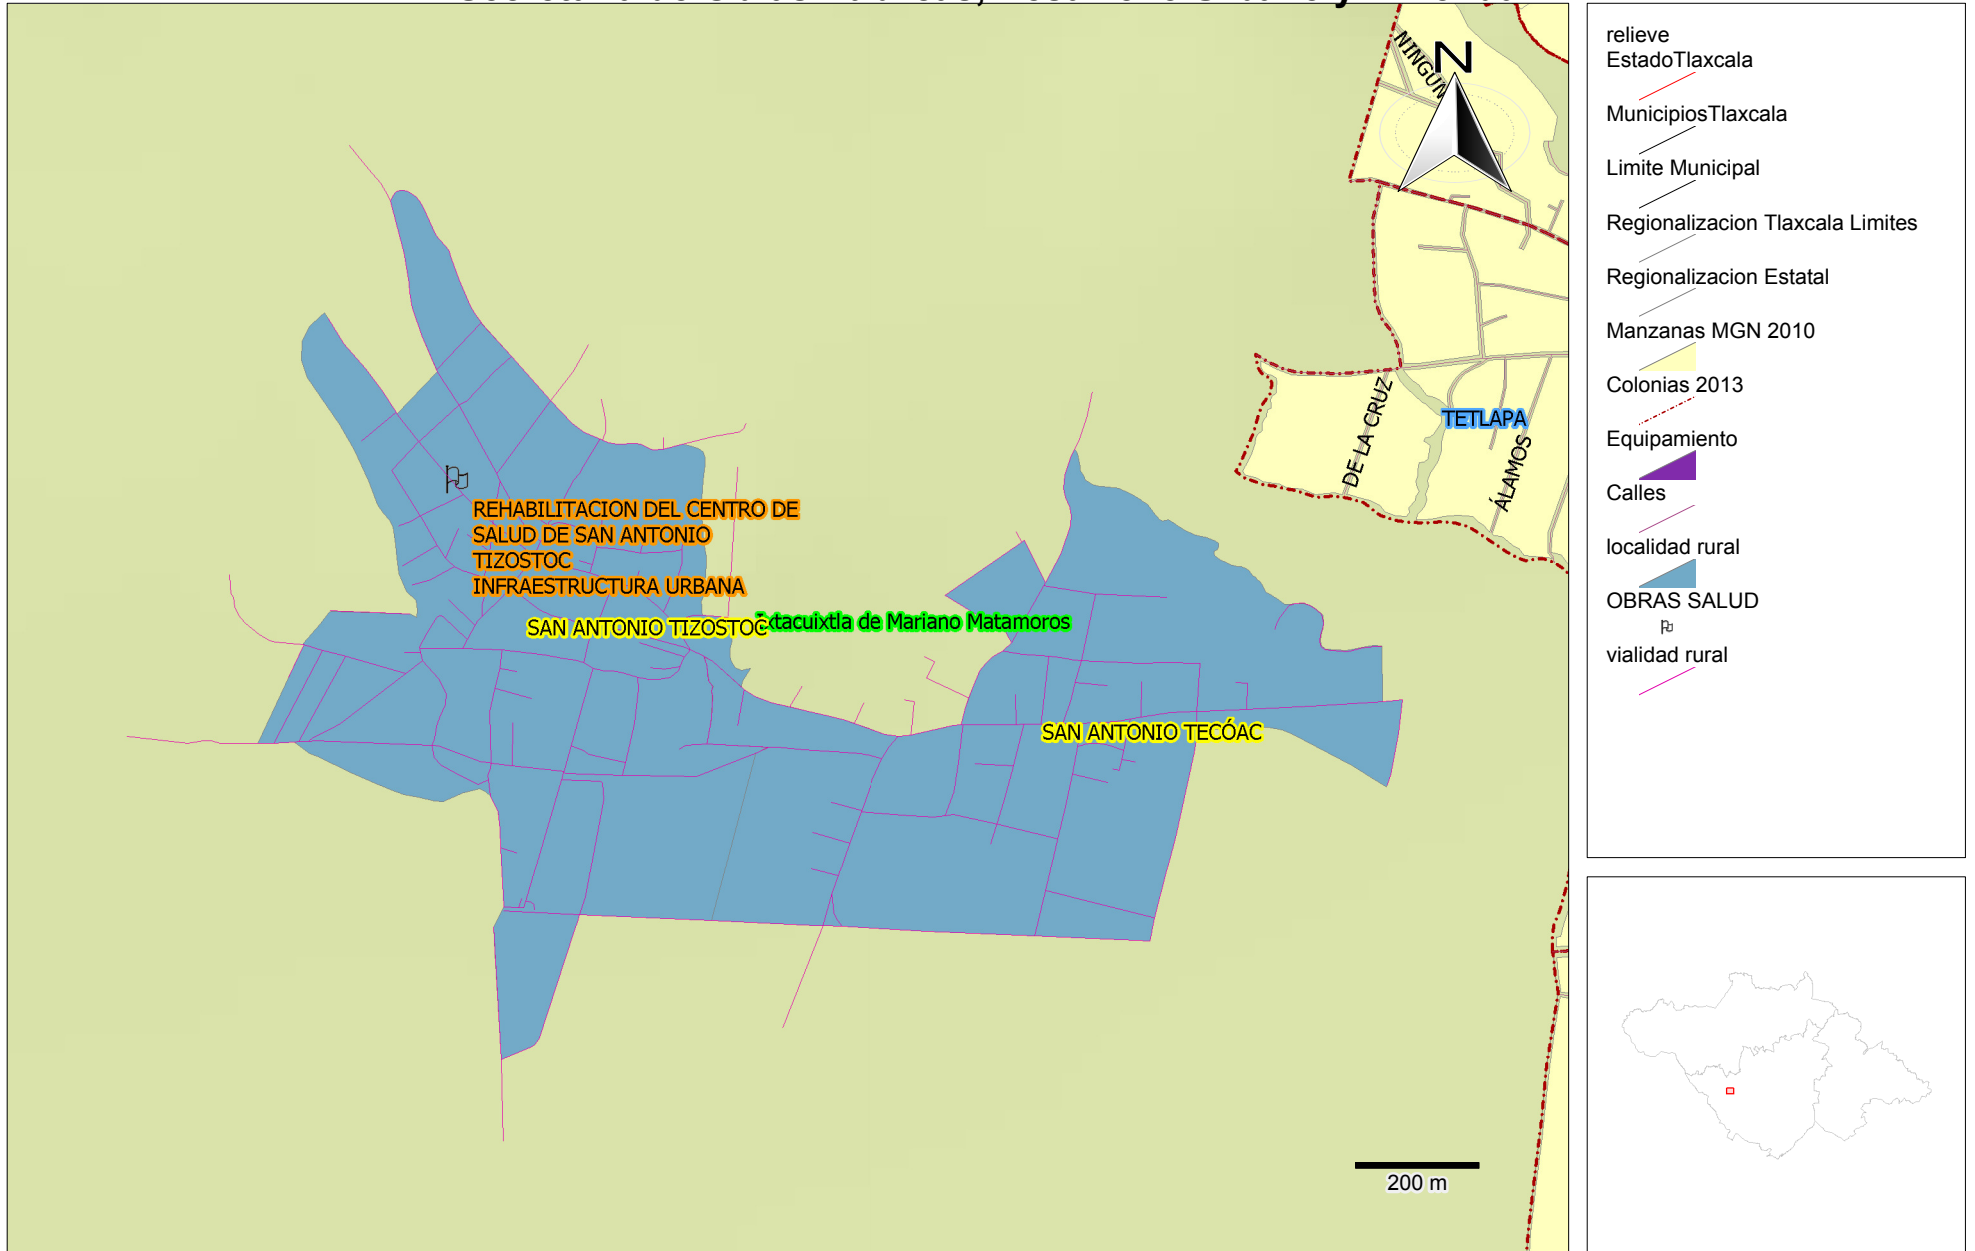 NINGUN
N
DE LA CRUZ
TETLAPA
ÁLAMOS
REHABILITACION DEL CENTRO DE
SALUD DE SAN ANTONIO
TIZOSTOC
INFRAESTRUCTURA URBANA
SAN ANTONIO TIZOSTOC
Ixtacuixtla de Mariano Matamoros
SAN ANTONIO TECÓAC
200 m
relieve
EstadoTlaxcala
MunicipiosTlaxcala
Limite Municipal
Regionalizacion Tlaxcala Limites
Regionalizacion Estatal
Manzanas MGN 2010
Colonias 2013
Equipamiento
Calles
localidad rural
OBRAS SALUD
vialidad rural